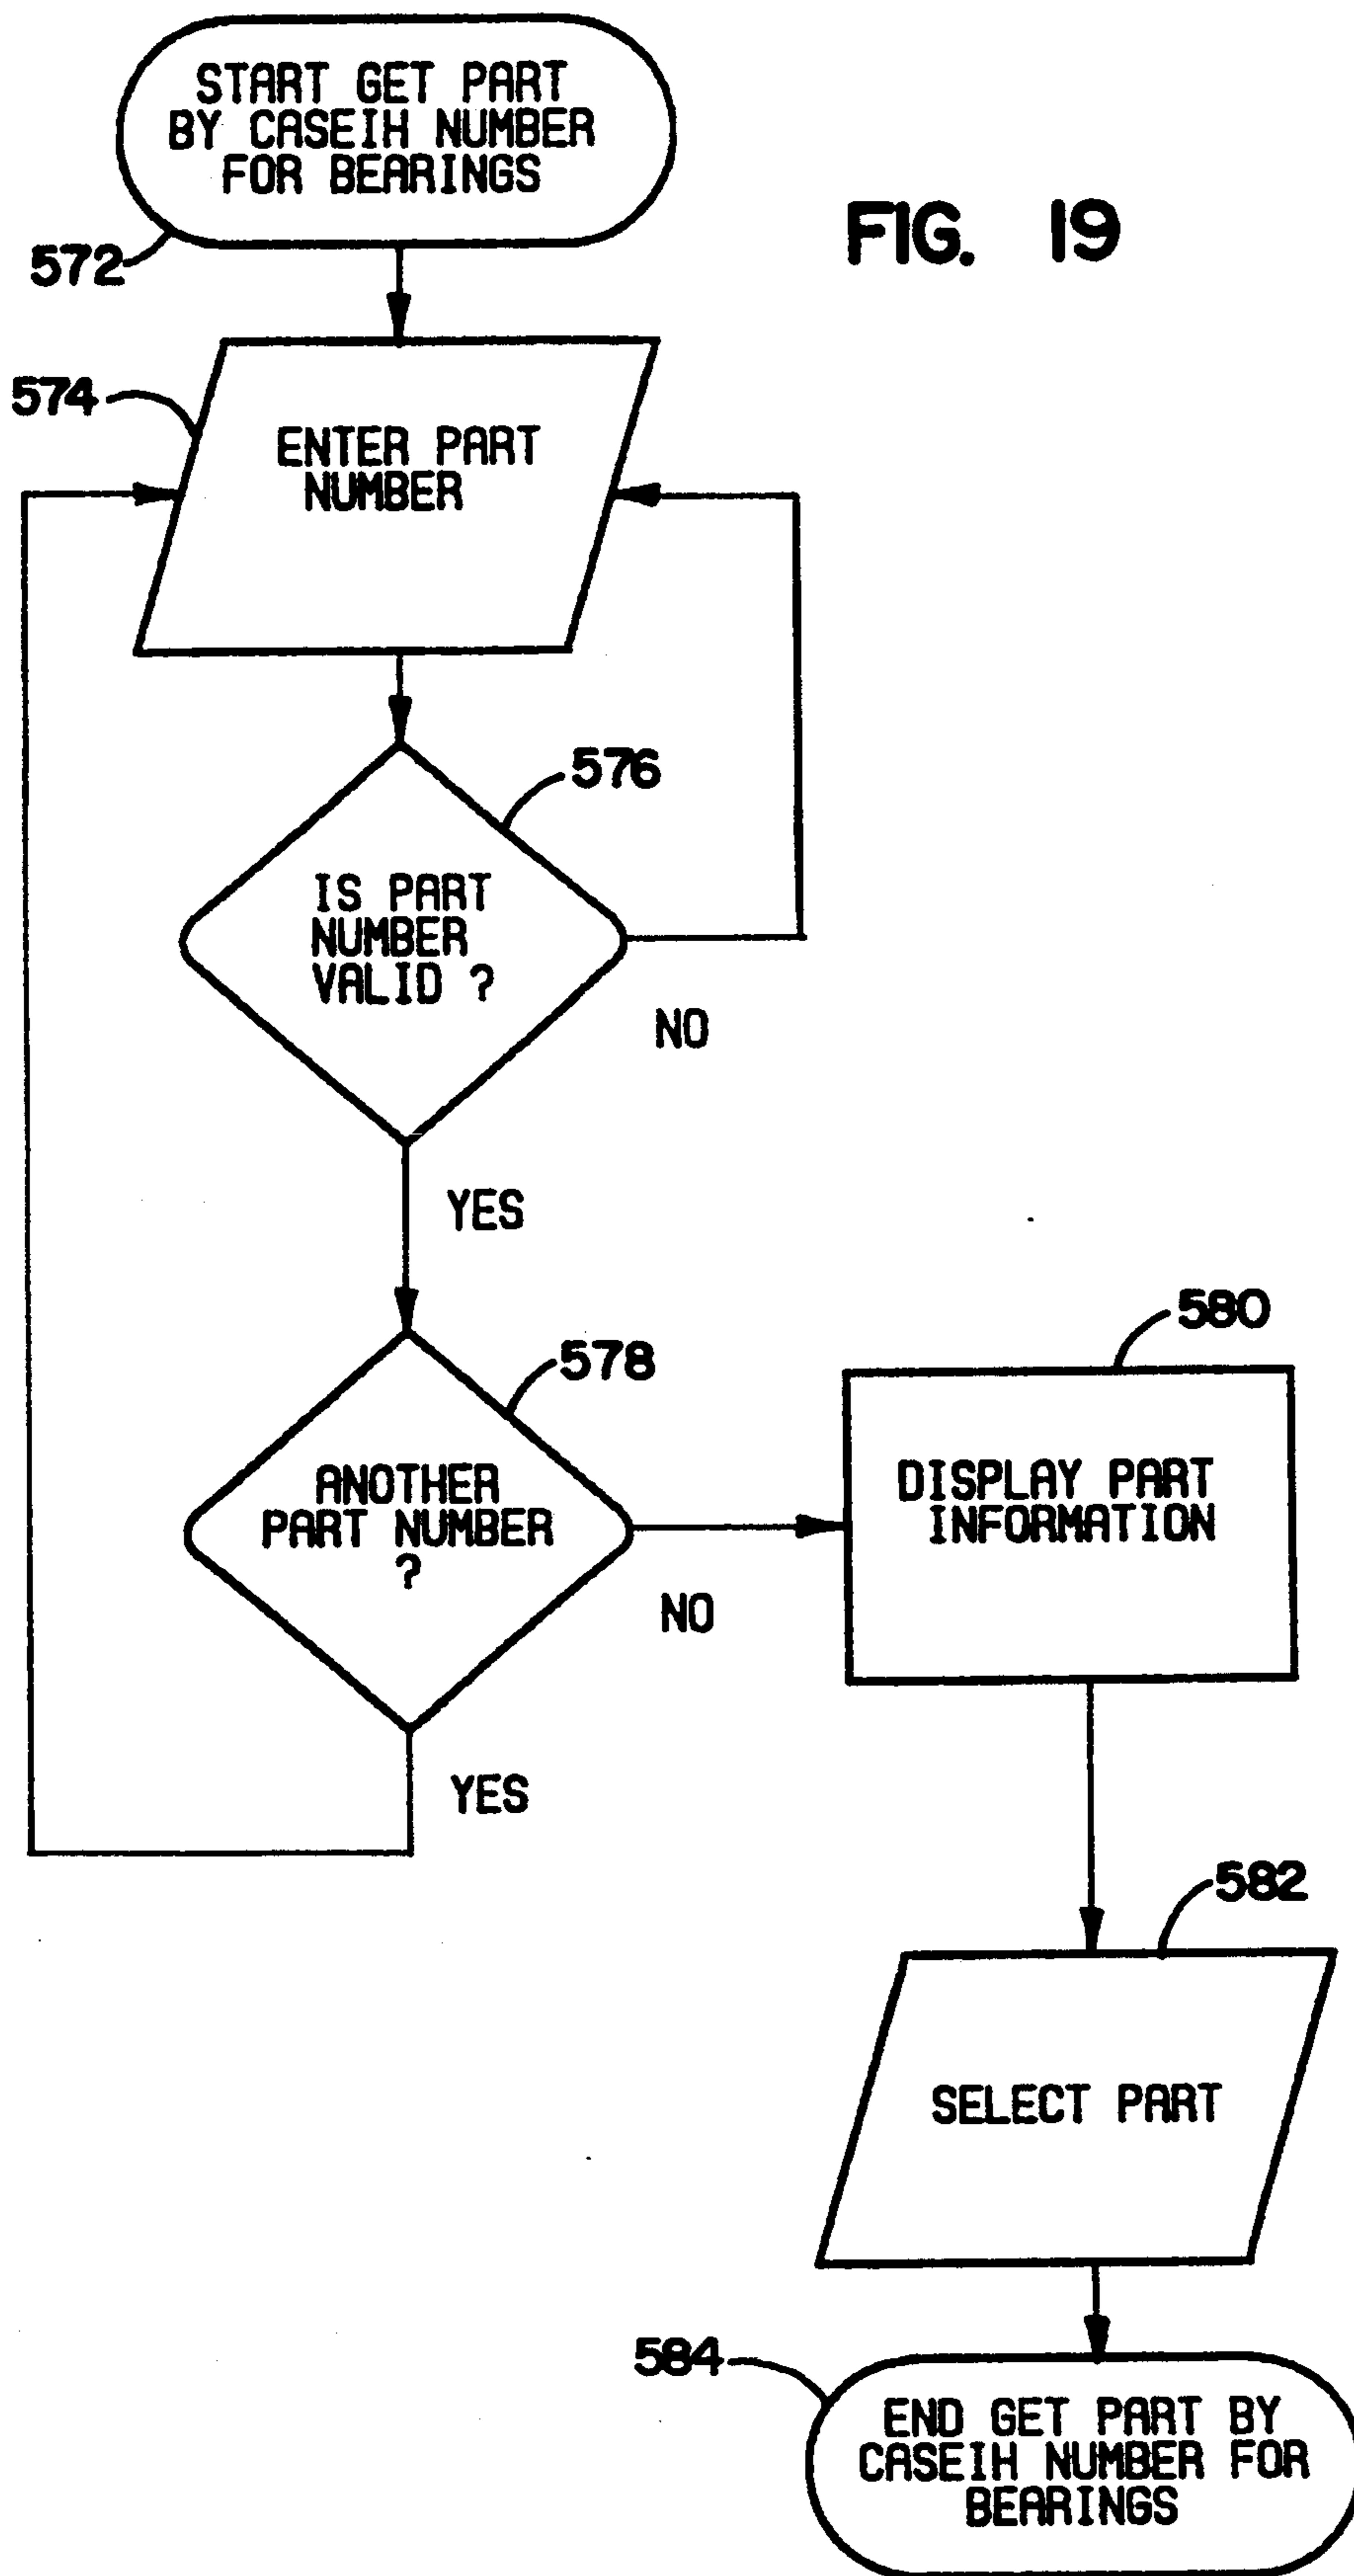 START GET PART
BY CASEIH NUMBER
FOR BEARINGS
572
FIG. 19
574
ENTER PART
NUMBER
576
IS PART
NUMBER
VALID ?
NO
YES
578
ANOTHER
PART NUMBER
?
NO
YES
580
DISPLAY PART
INFORMATION
582
SELECT PART
584
END GET PART BY
CASEIH NUMBER FOR
BEARINGS